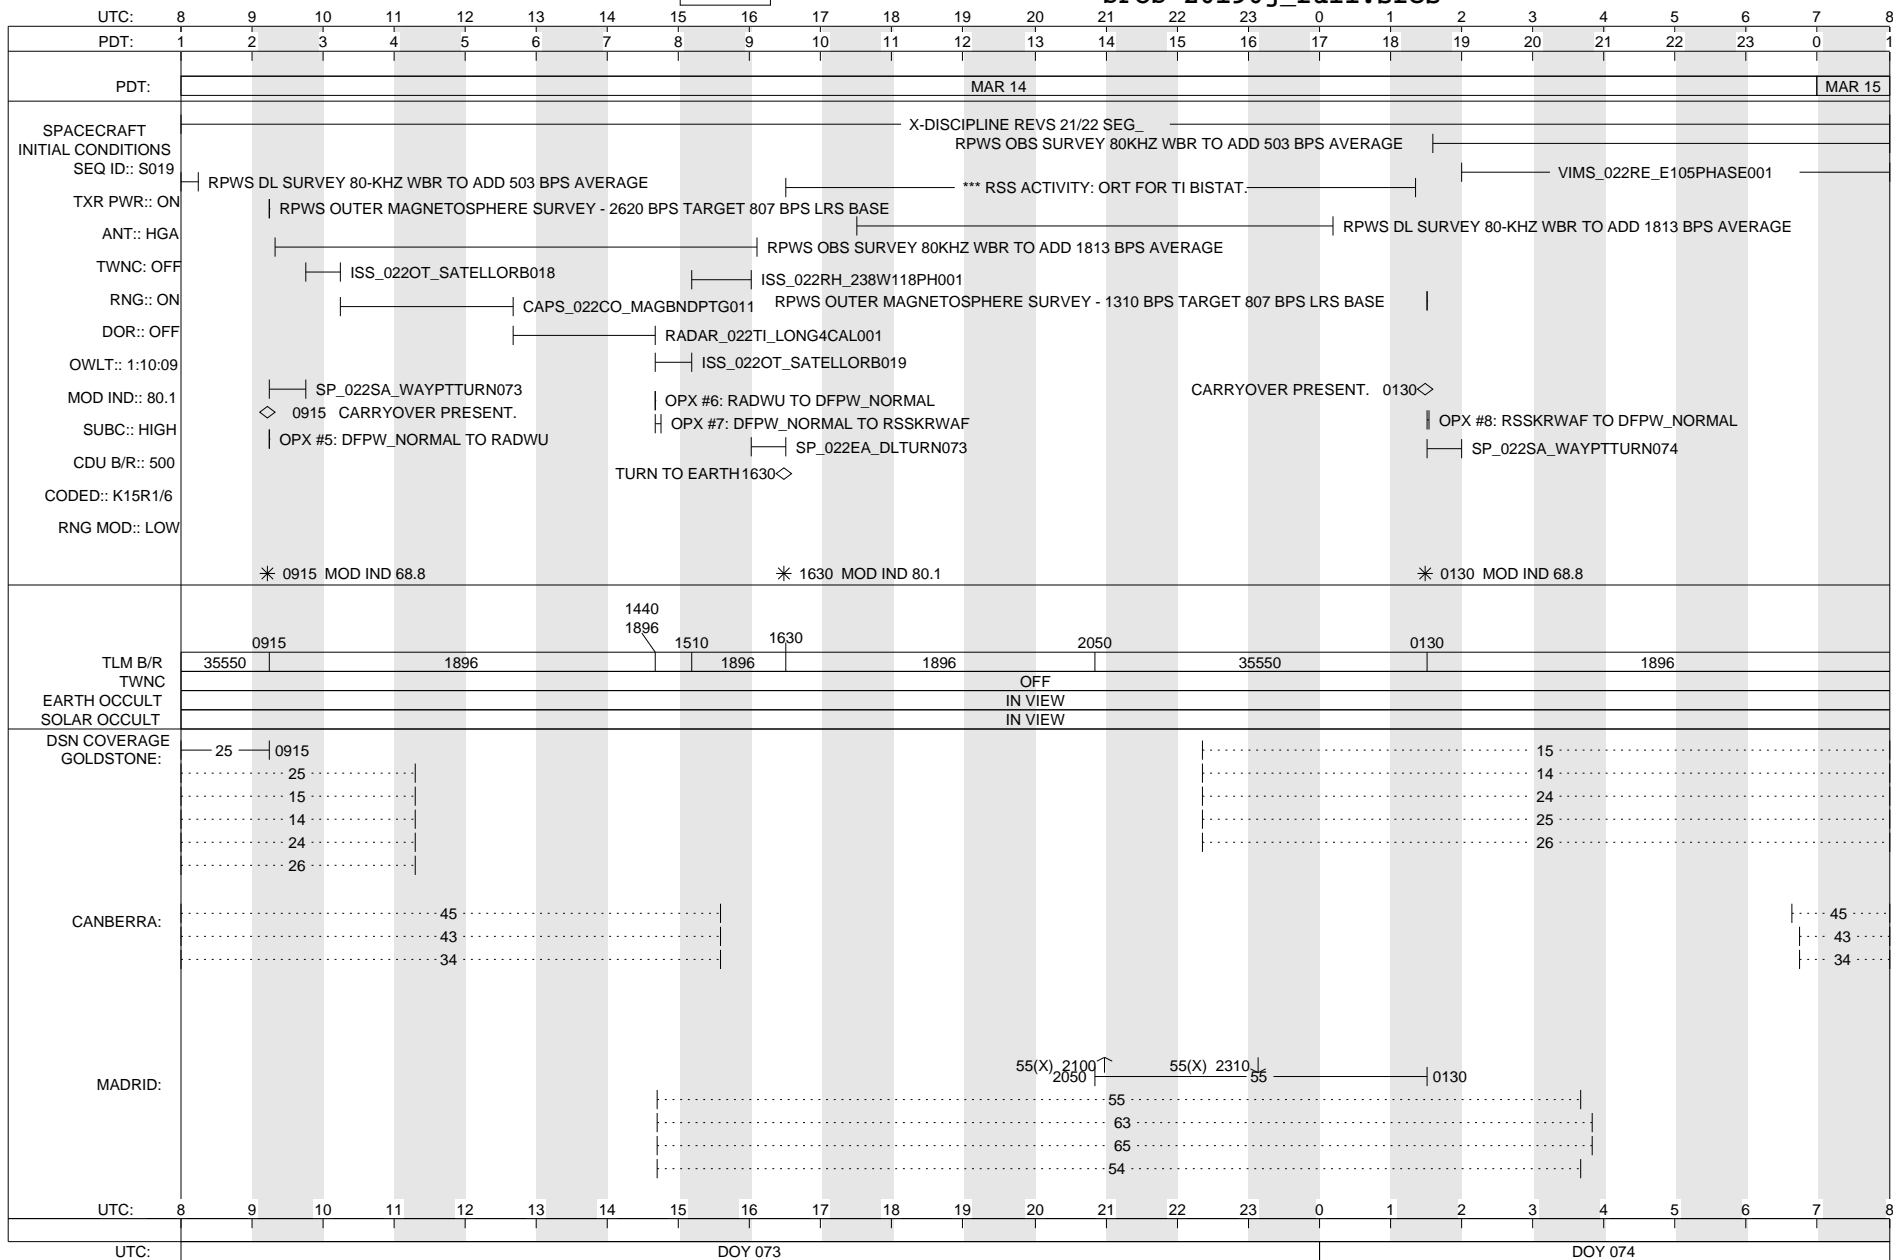 UTC: 8 9 10 11 12 13 14 15 16 17 18 19 20 21 22 23 0 1 2 3 4 5 6 7 8
PDT: 1 2 3 4 5 6 7 8 9 10 11 12 13 14 15 16 17 18 19 20 21 22 23 0 1
PDT: MAR 14 MAR 15
SPACECRAFT
INITIAL CONDITIONS
SEQ ID:: S019
TXR PWR:: ON
ANT:: HGA
TWNC: OFF
RNG:: ON
DOR:: OFF
OWLT:: 1:10:09
MOD IND:: 80.1
SUBC:: HIGH
CDU B/R:: 500
CODED:: K15R1/6
RNG MOD:: LOW
X-DISCIPLINE REVS 21/22 SEG_
RPWS OBS SURVEY 80KHZ WBR TO ADD 503 BPS AVERAGE
VIMS_022RE_E105PHASE001
RPWS DL SURVEY 80-KHZ WBR TO ADD 503 BPS AVERAGE
*** RSS ACTIVITY: ORT FOR TI BISTAT.
RPWS OUTER MAGNETOSPHERE SURVEY - 2620 BPS TARGET 807 BPS LRS BASE
RPWS DL SURVEY 80-KHZ WBR TO ADD 1813 BPS AVERAGE
RPWS OBS SURVEY 80KHZ WBR TO ADD 1813 BPS AVERAGE
ISS_022OT_SATELLORB018
ISS_022RH_238W118PH001
CAPS_022CO_MAGBNDPTG011
RPWS OUTER MAGNETOSPHERE SURVEY - 1310 BPS TARGET 807 BPS LRS BASE
RADAR_022TI_LONG4CAL001
ISS_022OT_SATELLORB019
SP_022SA_WAYPTTURN073
CARRYOVER PRESENT. 0130
OPX #6: RADWU TO DFPW_NORMAL
0915 CARRYOVER PRESENT.
OPX #7: DFPW_NORMAL TO RSSKRWAF
OPX #8: RSSKRWAF TO DFPW_NORMAL
OPX #5: DFPW_NORMAL TO RADWU
SP_022EA_DLTURN073
SP_022SA_WAYPTTURN074
TURN TO EARTH1630
0915 MOD IND 68.8
1630 MOD IND 80.1
0130 MOD IND 68.8
1440
1896
0915 1510 1630 2050 0130
TLM B/R 35550 1896 1896 1896 35550 1896
TWNC OFF
EARTH OCCULT IN VIEW
SOLAR OCCULT IN VIEW
DSN COVERAGE
GOLDSTONE:
25 0915 15
25 14
15 24
14 25
24 26
26
CANBERRA:
45 45
43 43
34 34
MADRID:
55(X) 2100 55(X) 2310
2050 55 0130
55
63
65
54
UTC: 8 9 10 11 12 13 14 15 16 17 18 19 20 21 22 23 0 1 2 3 4 5 6 7 8
UTC: DOY 073 DOY 074